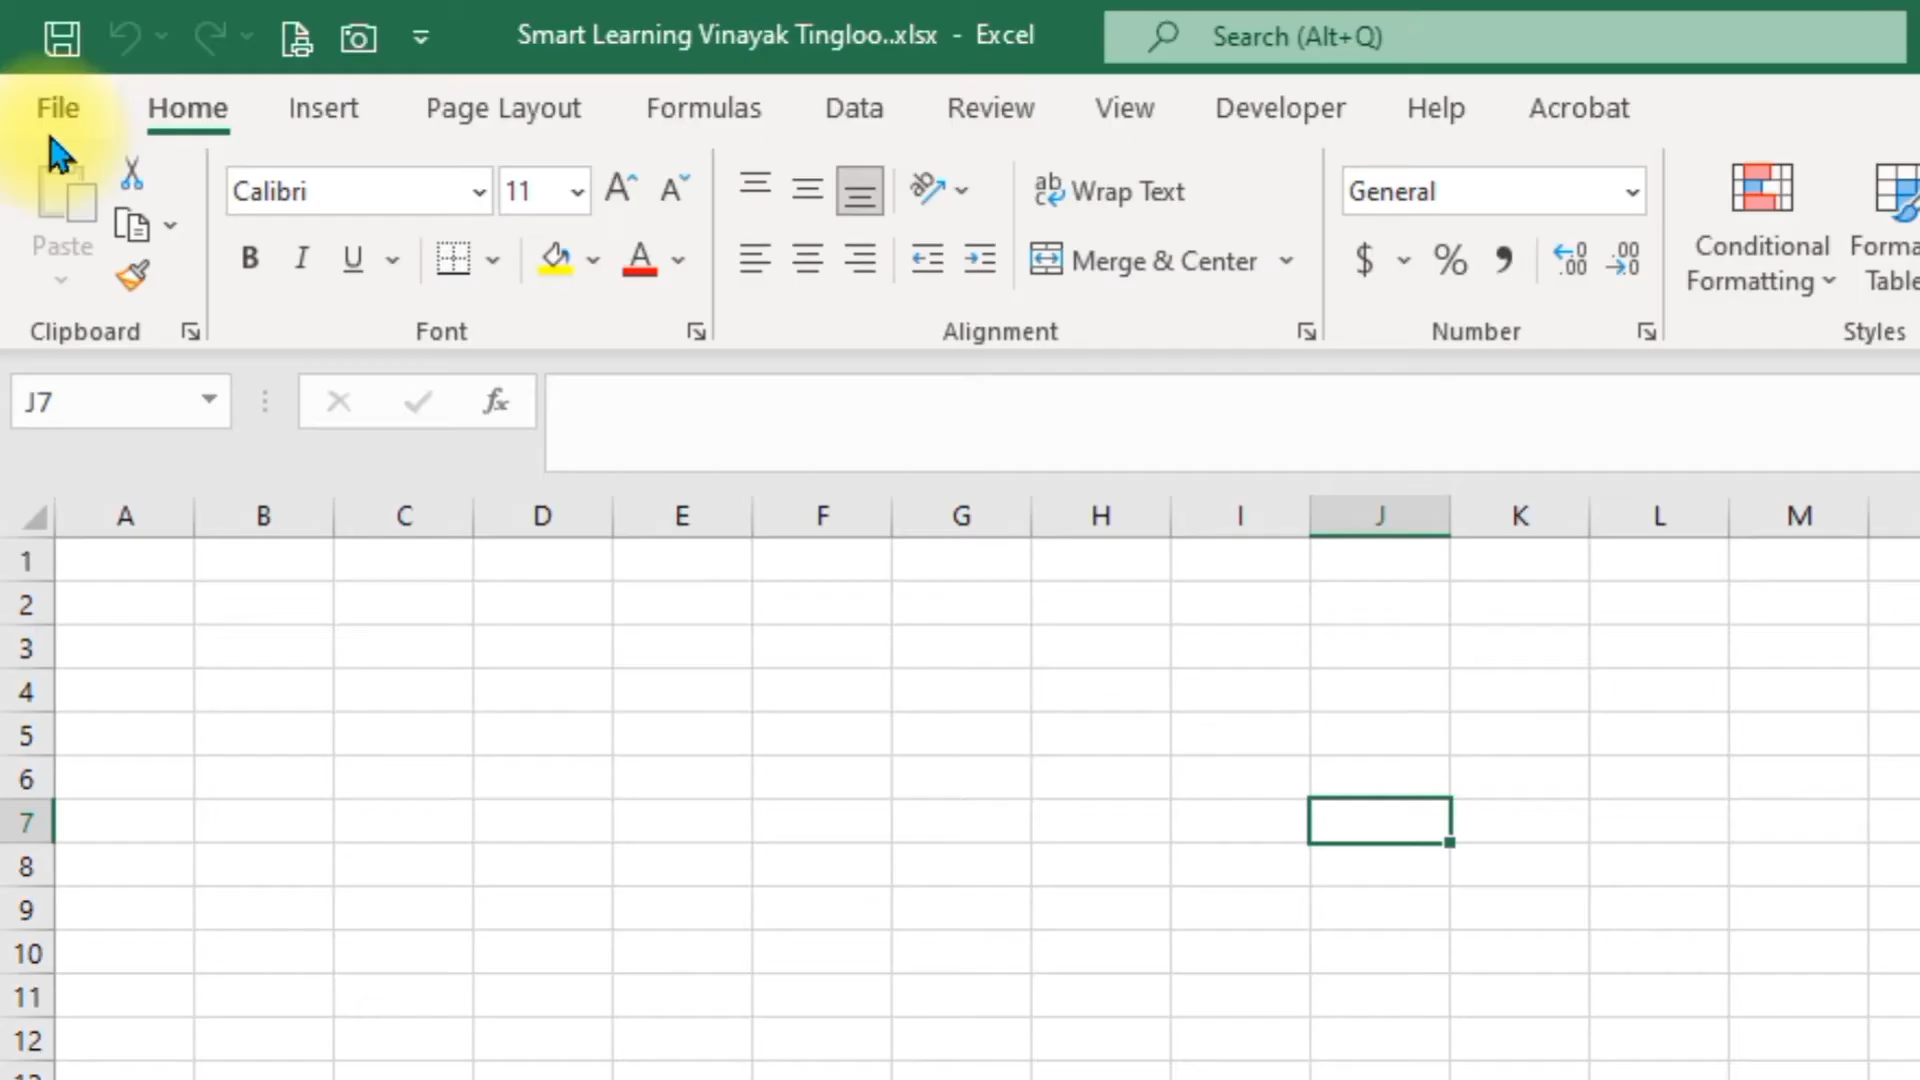 Smart Learning Vinayak Tingloo..xlsx - Excel
Search (Alt+Q)
File Home Insert Page Layout Formulas Data Review View Developer Help Acrobat
Calibri 11 Wrap Text General
Paste Merge & Center $ % Conditional Formatting
Clipboard Font Alignment Number Styles
J7 fx
A B C D E F G H I J K L M
1
2
3
4
5
6
7
8
9
10
11
12